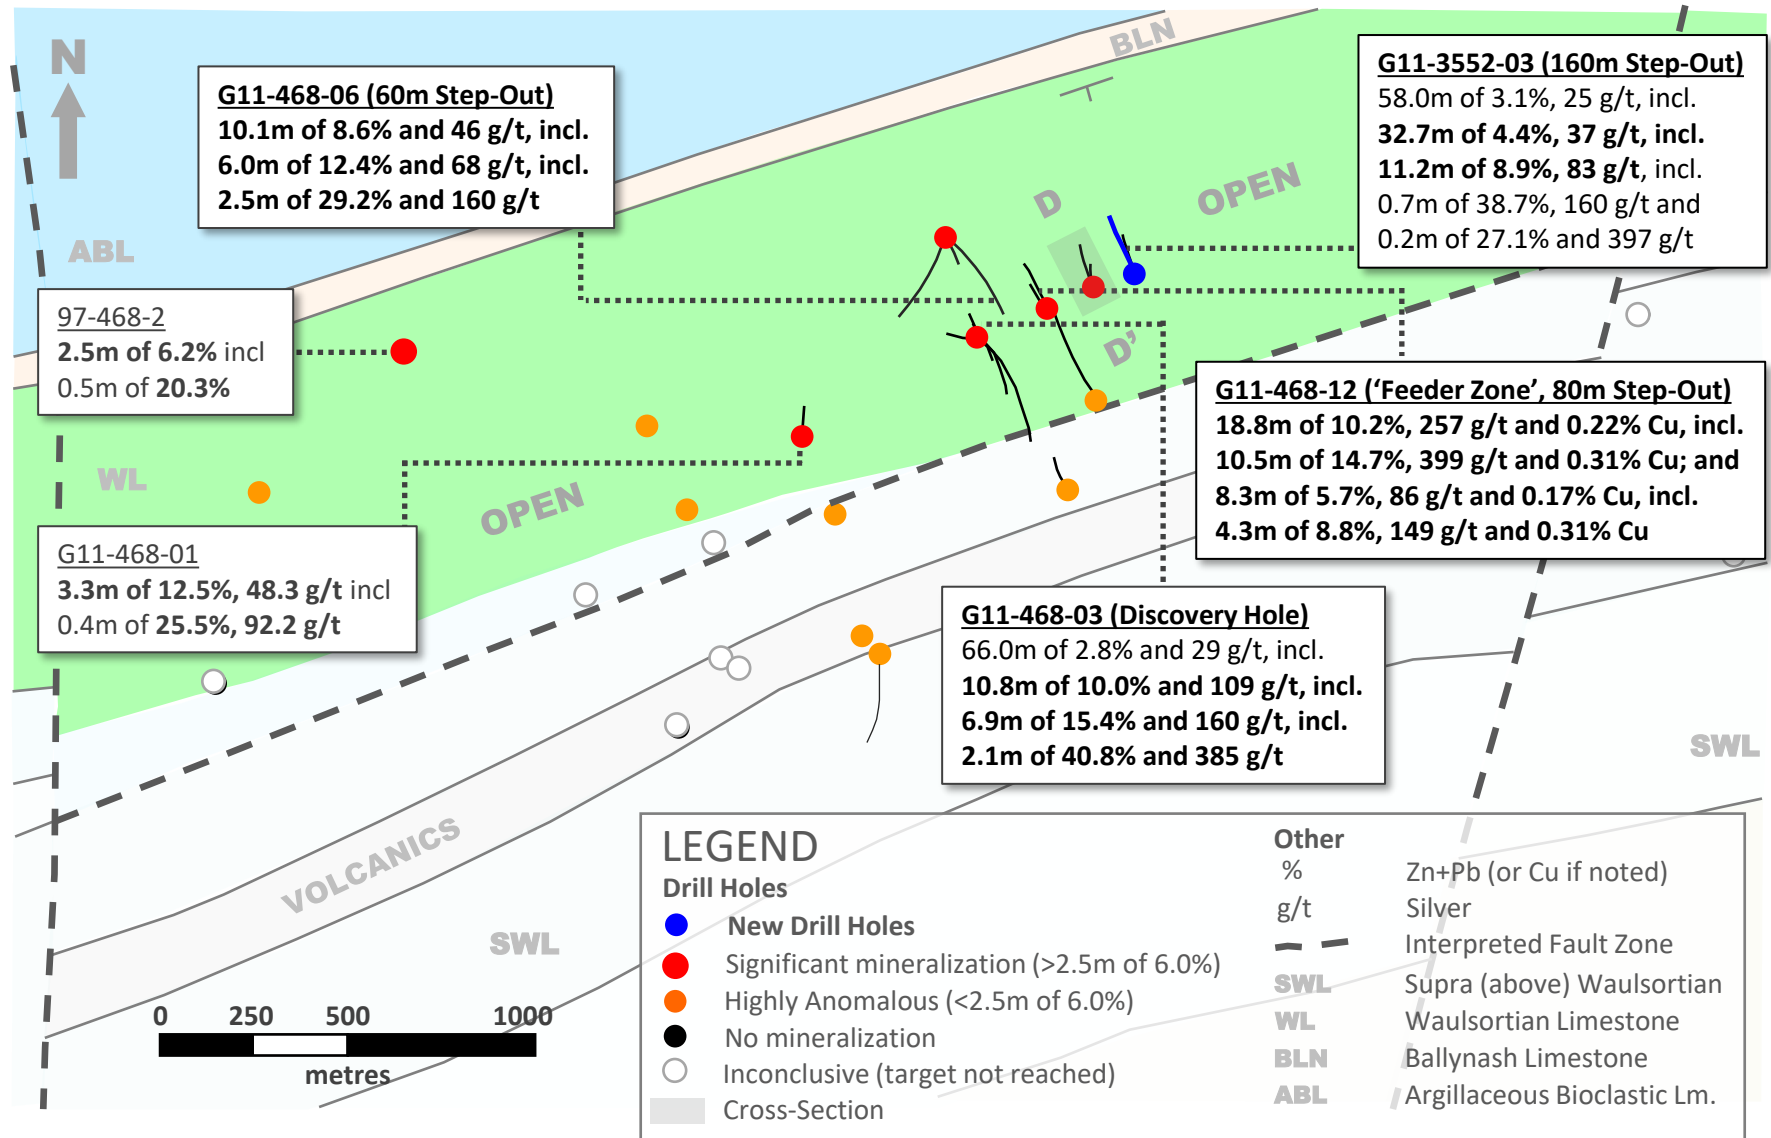 N
BLN
G11-468-06 (60m Step-Out)
10.1m of 8.6% and 46 g/t, incl.
6.0m of 12.4% and 68 g/t, incl.
2.5m of 29.2% and 160 g/t
G11-3552-03 (160m Step-Out)
58.0m of 3.1%, 25 g/t, incl.
32.7m of 4.4%, 37 g/t, incl.
11.2m of 8.9%, 83 g/t, incl.
0.7m of 38.7%, 160 g/t and
0.2m of 27.1% and 397 g/t
ABL
D
OPEN
97-468-2
2.5m of 6.2% incl
0.5m of 20.3%
D’
G11-468-12 (‘Feeder Zone’, 80m Step-Out)
18.8m of 10.2%, 257 g/t and 0.22% Cu, incl.
10.5m of 14.7%, 399 g/t and 0.31% Cu; and
8.3m of 5.7%, 86 g/t and 0.17% Cu, incl.
4.3m of 8.8%, 149 g/t and 0.31% Cu
WL
OPEN
G11-468-01
3.3m of 12.5%, 48.3 g/t incl
0.4m of 25.5%, 92.2 g/t
G11-468-03 (Discovery Hole)
66.0m of 2.8% and 29 g/t, incl.
10.8m of 10.0% and 109 g/t, incl.
6.9m of 15.4% and 160 g/t, incl.
2.1m of 40.8% and 385 g/t
SWL
VOLCANICS
SWL
0 250 500 1000
metres
LEGEND
Drill Holes
New Drill Holes
Significant mineralization (>2.5m of 6.0%)
Highly Anomalous (<2.5m of 6.0%)
No mineralization
Inconclusive (target not reached)
Cross-Section
Other
% Zn+Pb (or Cu if noted)
g/t Silver
Interpreted Fault Zone
SWL Supra (above) Waulsortian
WL Waulsortian Limestone
BLN Ballynash Limestone
ABL Argillaceous Bioclastic Lm.